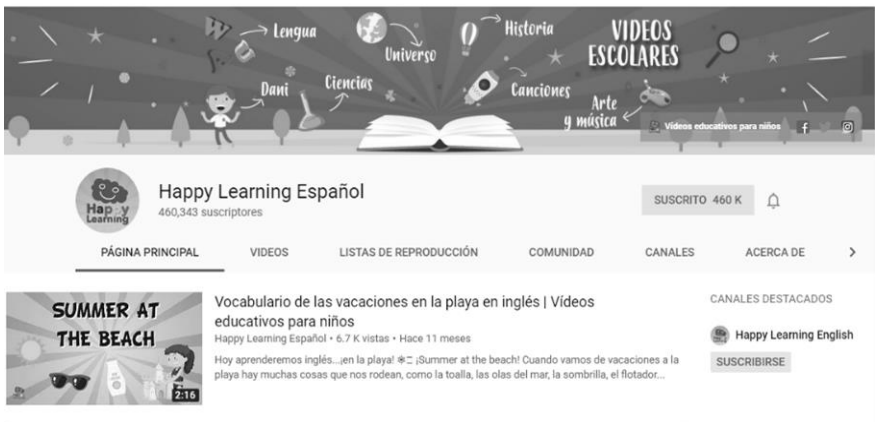 Lengua
Historia
VIDEOS
ESCOLARES
Universo
Dani
Ciencias
Canciones
Arte
y música
Vídeos educativos para niños
Happy
Learning
Happy Learning Español
460,343 suscriptores
SUSCRITO 460 K
PÁGINA PRINCIPAL VIDEOS LISTAS DE REPRODUCCIÓN COMUNIDAD CANALES ACERCA DE
SUMMER AT
THE BEACH
2:16
Vocabulario de las vacaciones en la playa en inglés | Vídeos
educativos para niños
Happy Learning Español • 6.7 K vistas • Hace 11 meses
Hoy aprenderemos inglés...¡en la playa! ¡Summer at the beach! Cuando vamos de vacaciones a la
playa hay muchas cosas que nos rodean, como la toalla, las olas del mar, la sombrilla, el flotador...
CANALES DESTACADOS
Happy Learning English
SUSCRIBIRSE